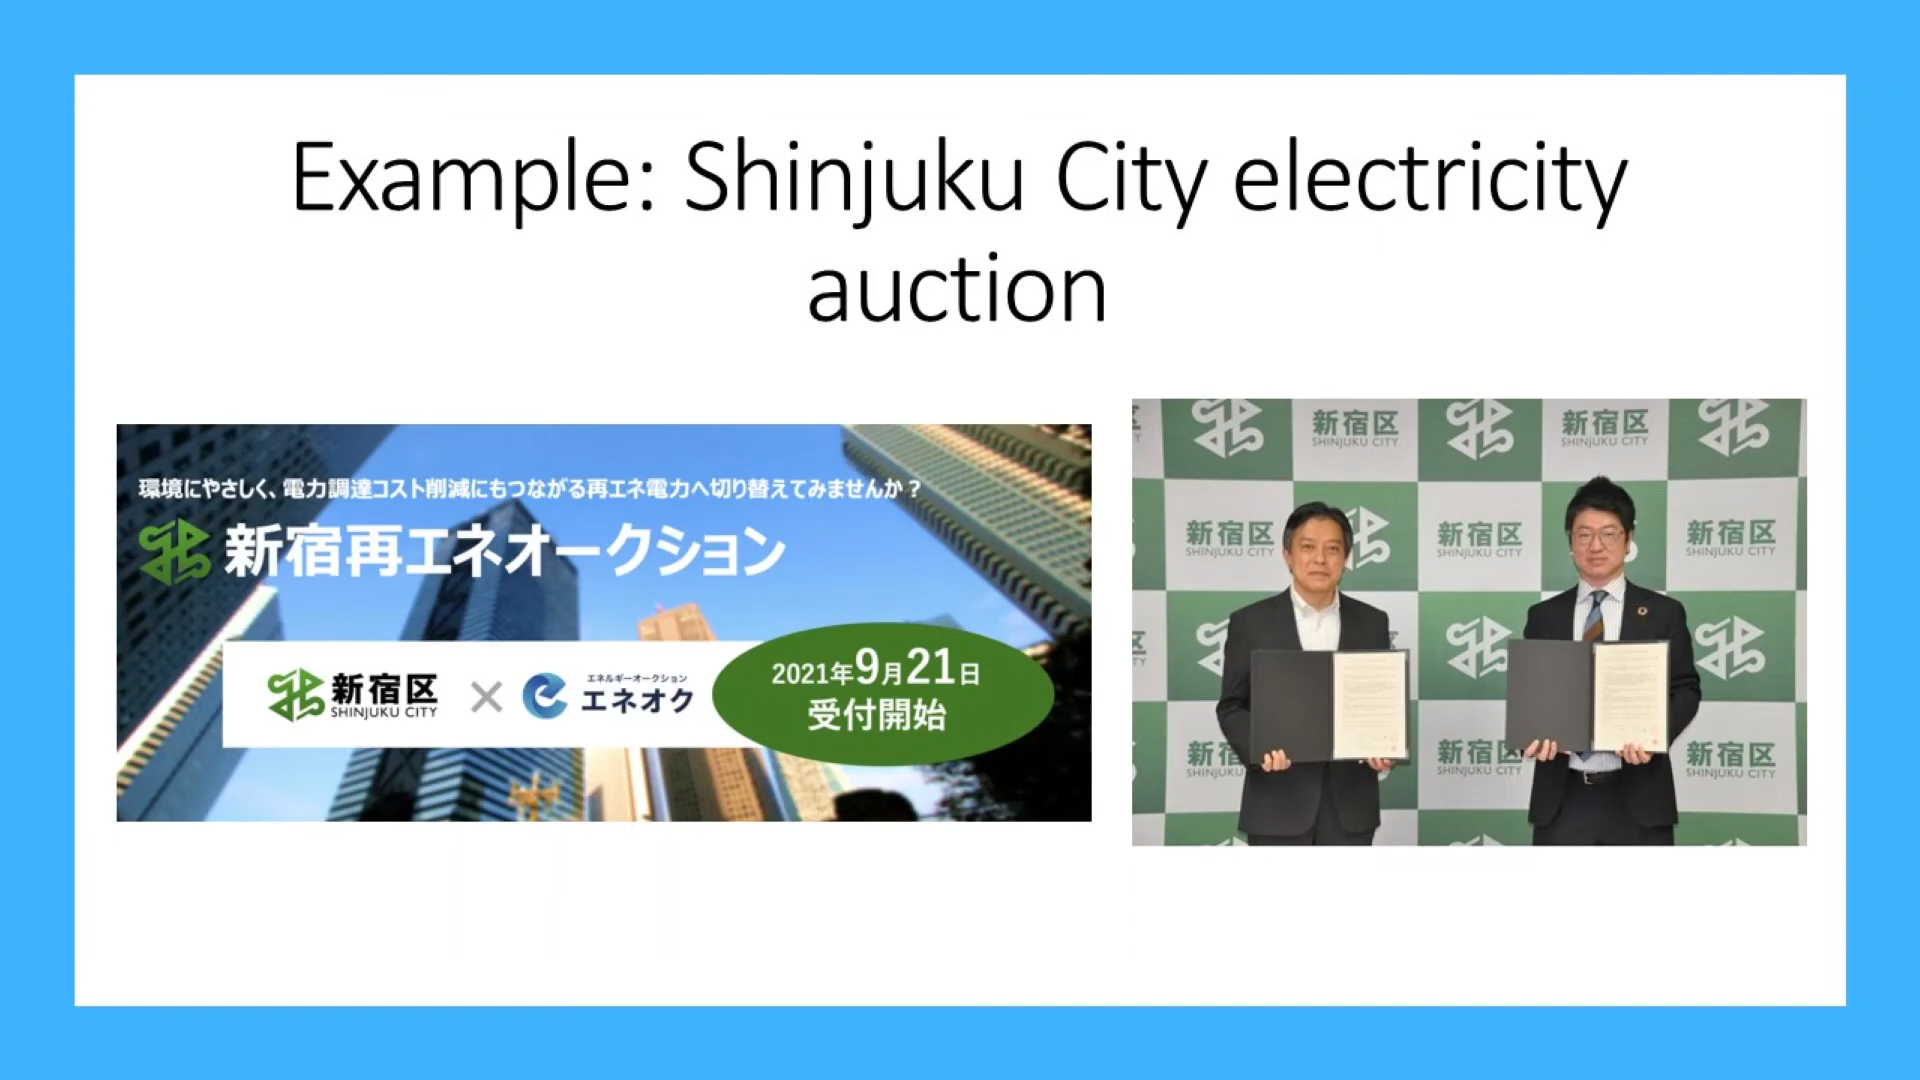 Example: Shinjuku City electricity
auction
環境にやさしく、電力調達コスト削減にもつながる再エネ電力へ切り替えてみませんか？
新宿再エネオークション
新宿区
SHINJUKU CITY
×
エネルギーオークション
エネオク
2021年9月21日
受付開始
新宿区
SHINJUKU CITY
新宿区
SHINJUKU CITY
新宿区
SHINJUKU CITY
新宿区
SHINJUKU CITY
新宿区
SHINJUKU CITY
新宿区
SHINJUKU CITY
新宿区
SHINJUKU CITY